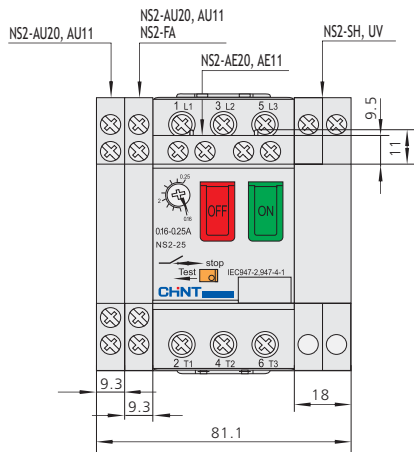 NS2-AU20, AU11
NS2-AU20, AU11
NS2-FA
NS2-SH, UV
NS2-AE20, AE11
1 L1 3 L2 5 L3
9.5
11
0.25
2
0.16
OFF
ON
0.16-0.25A
NS2-25
stop
Test
IEC947-2,947-4-1
CHNT
2 T1 4 T2 6 T3
9.3
9.3
18
81.1